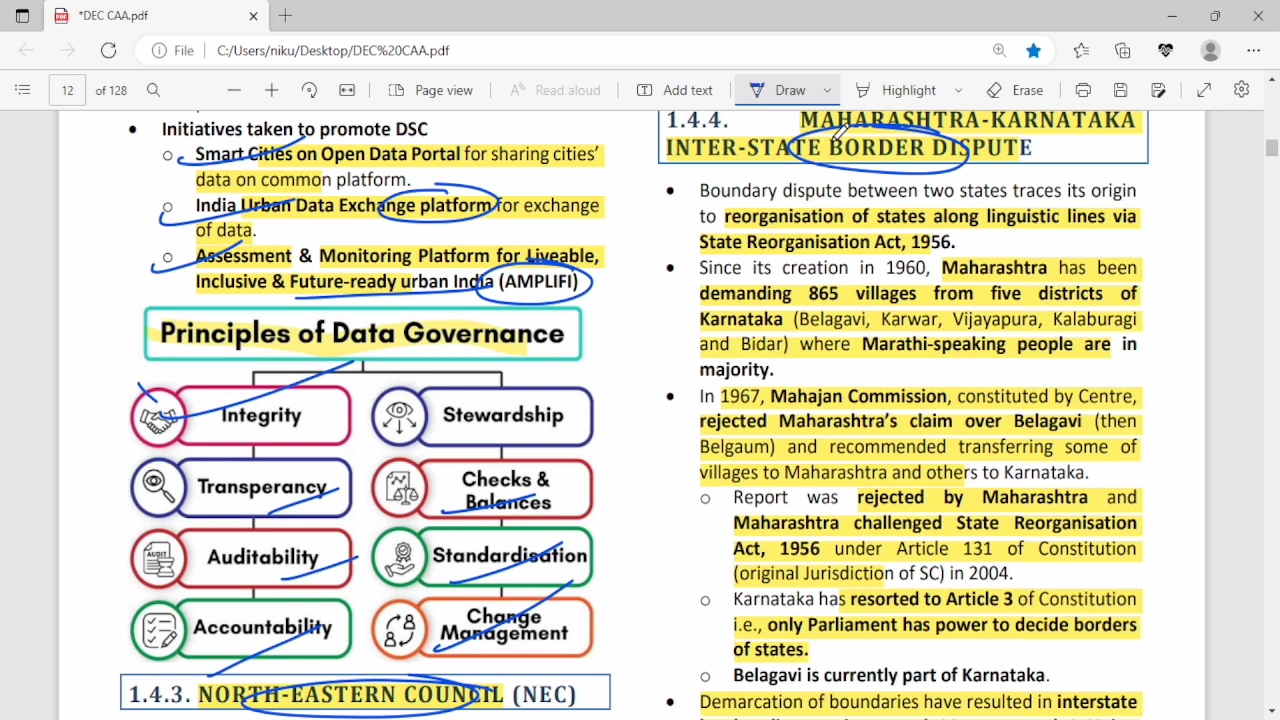 *DEC CAA.pdf
File C:/Users/niku/Desktop/DEC%20CAA.pdf
12 of 128 Page view Read aloud Add text Draw Highlight Erase
• Initiatives taken to promote DSC
o Smart Cities on Open Data Portal for sharing cities’
data on common platform.
o India Urban Data Exchange platform for exchange
of data.
o Assessment & Monitoring Platform for Liveable,
Inclusive & Future-ready urban India (AMPLIFI)
Principles of Data Governance
Integrity
Stewardship
Transperancy
Checks &
Balances
AUDIT
Auditability
Standardisation
Accountability
Change
Management
1.4.3. NORTH-EASTERN COUNCIL (NEC)
1.4.4. MAHARASHTRA-KARNATAKA
INTER-STATE BORDER DISPUTE
• Boundary dispute between two states traces its origin
to reorganisation of states along linguistic lines via
State Reorganisation Act, 1956.
• Since its creation in 1960, Maharashtra has been
demanding 865 villages from five districts of
Karnataka (Belagavi, Karwar, Vijayapura, Kalaburagi
and Bidar) where Marathi-speaking people are in
majority.
• In 1967, Mahajan Commission, constituted by Centre,
rejected Maharashtra’s claim over Belagavi (then
Belgaum) and recommended transferring some of
villages to Maharashtra and others to Karnataka.
o Report was rejected by Maharashtra and
Maharashtra challenged State Reorganisation
Act, 1956 under Article 131 of Constitution
(original Jurisdiction of SC) in 2004.
o Karnataka has resorted to Article 3 of Constitution
i.e., only Parliament has power to decide borders
of states.
o Belagavi is currently part of Karnataka.
• Demarcation of boundaries have resulted in interstate